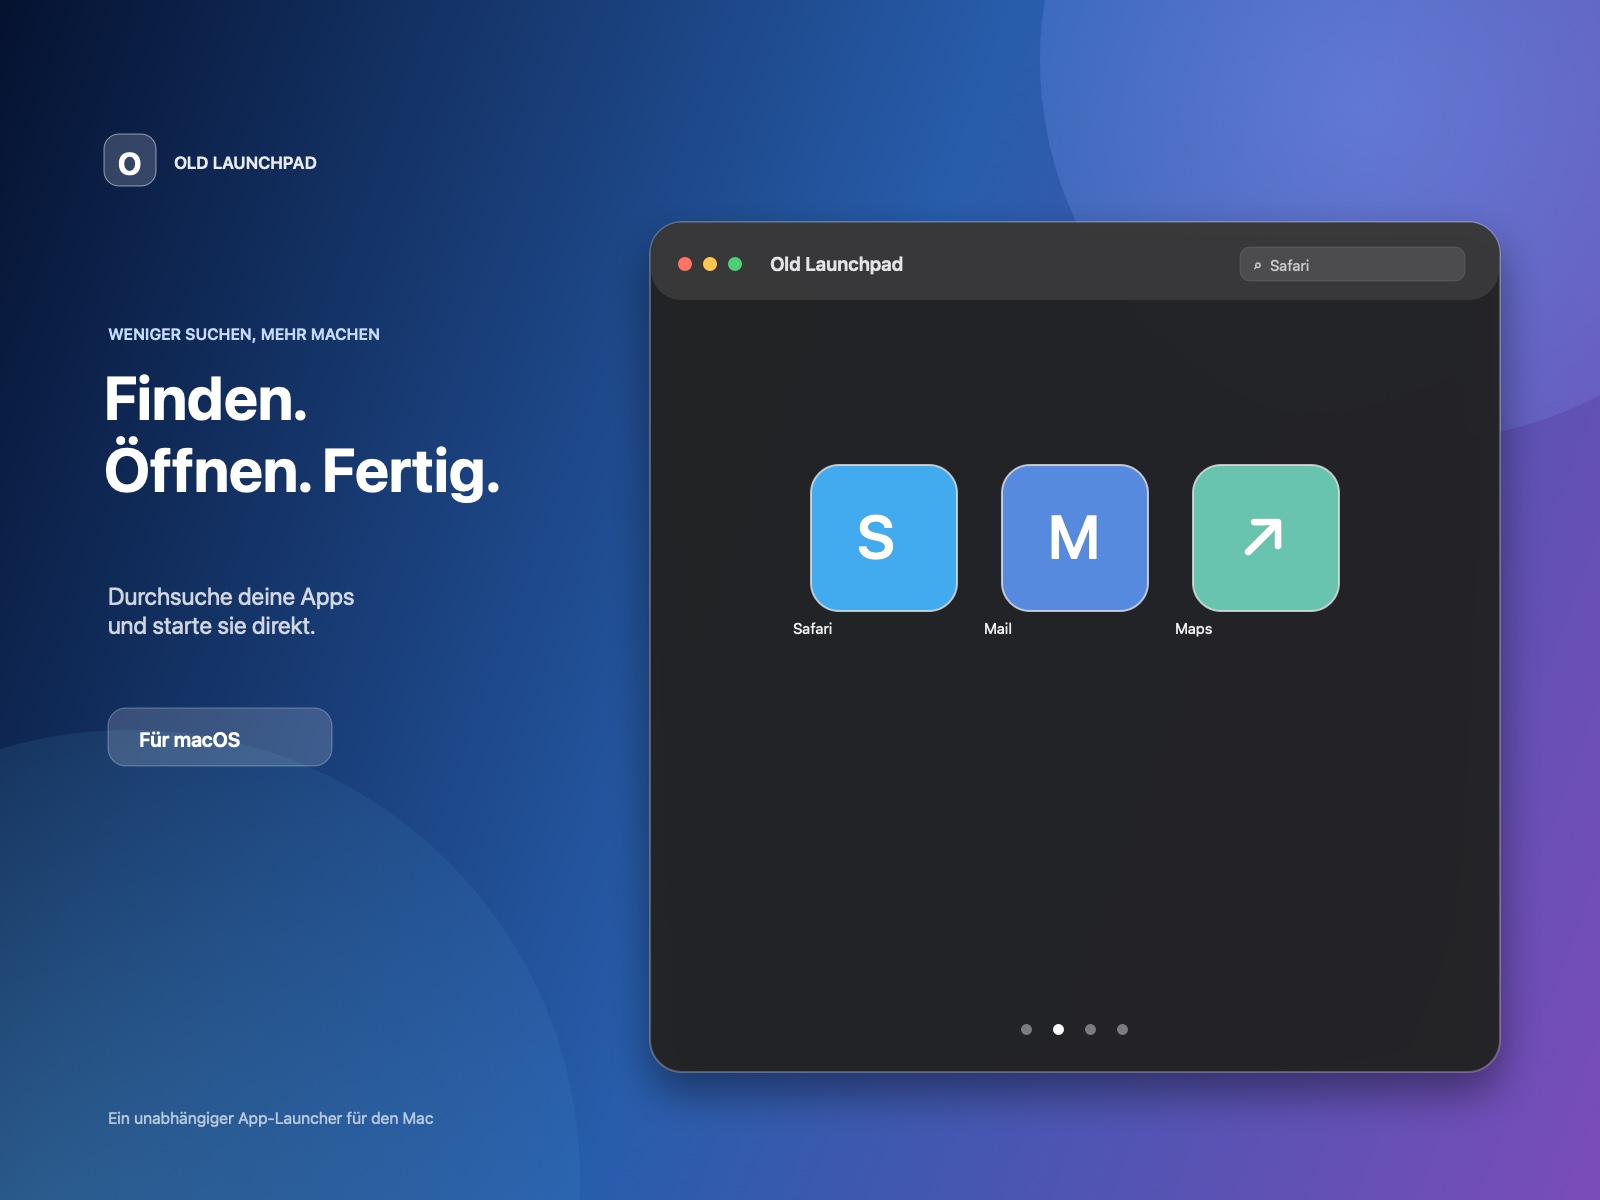 O OLD LAUNCHPAD
WENIGER SUCHEN, MEHR MACHEN
Finden.
Öffnen. Fertig.
Durchsuche deine Apps
und starte sie direkt.
Für macOS
Ein unabhängiger App-Launcher für den Mac
Old Launchpad
Safari
S
M
Safari
Mail
Maps